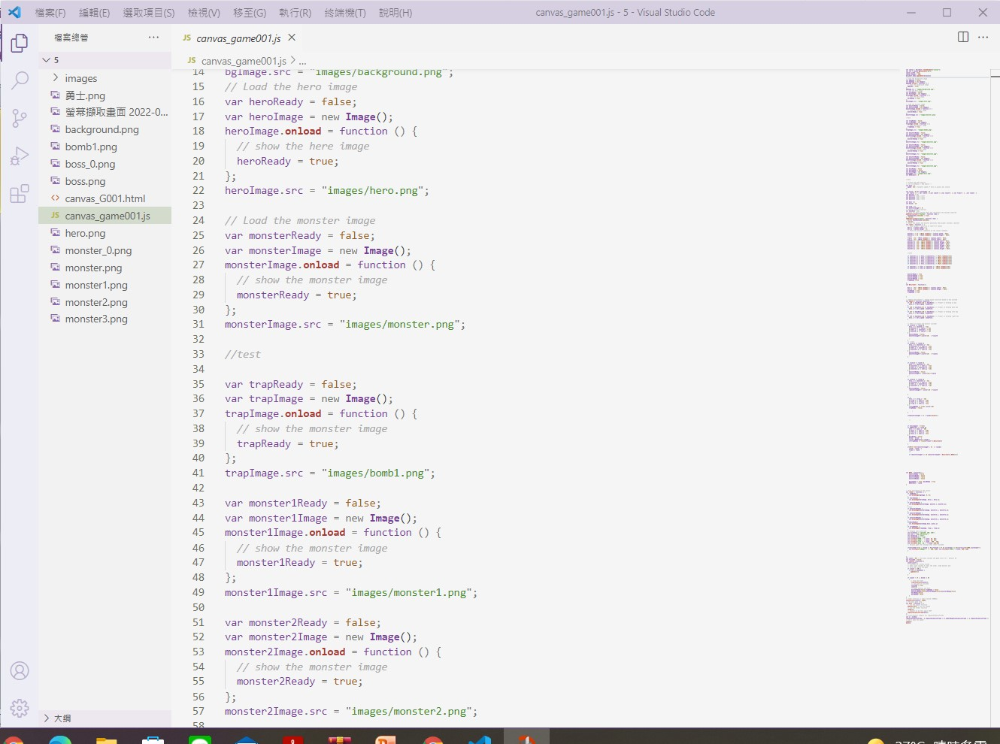 檔案(F) 編輯(E) 選取項目(S) 檢視(V) 移至(G) 執行(R) 終端機(T) 說明(H) canvas_game001.js - 5 - Visual Studio Code
檔案總管 ···
5
images
勇士.png
螢幕擷取畫面 2022-0...
background.png
bomb1.png
boss_0.png
boss.png
canvas_G001.html
JS canvas_game001.js
hero.png
monster_0.png
monster.png
monster1.png
monster2.png
monster3.png
大綱
JS canvas_game001.js ×
JS canvas_game001.js > ...
14 bgImage.src = "images/background.png";
15 // Load the hero image
16 var heroReady = false;
17 var heroImage = new Image();
18 heroImage.onload = function () {
19 // show the here image
20 heroReady = true;
21 };
22 heroImage.src = "images/hero.png";
23
24 // Load the monster image
25 var monsterReady = false;
26 var monsterImage = new Image();
27 monsterImage.onload = function () {
28 // show the monster image
29 monsterReady = true;
30 };
31 monsterImage.src = "images/monster.png";
32
33 //test
34
35 var trapReady = false;
36 var trapImage = new Image();
37 trapImage.onload = function () {
38 // show the monster image
39 trapReady = true;
40 };
41 trapImage.src = "images/bomb1.png";
42
43 var monster1Ready = false;
44 var monster1Image = new Image();
45 monster1Image.onload = function () {
46 // show the monster image
47 monster1Ready = true;
48 };
49 monster1Image.src = "images/monster1.png";
50
51 var monster2Ready = false;
52 var monster2Image = new Image();
53 monster2Image.onload = function () {
54 // show the monster image
55 monster2Ready = true;
56 };
57 monster2Image.src = "images/monster2.png";
58
27°C 晴時多雲